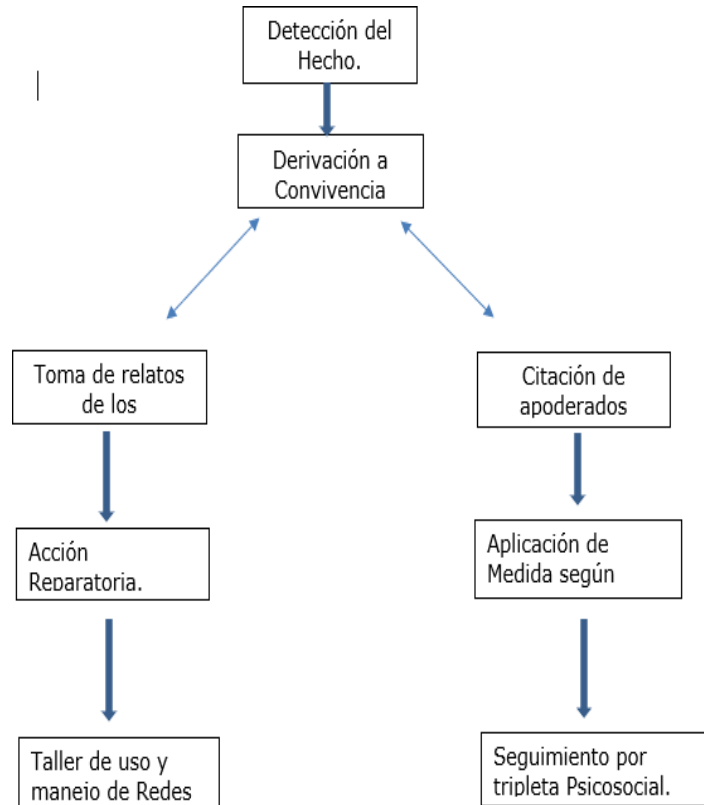 Detección del
Hecho.
Derivación a
Convivencia
Toma de relatos
de los
Citación de
apoderados
Acción
Reparatoria.
Aplicación de
Medida según
Taller de uso y
manejo de Redes
Seguimiento por
tripleta Psicosocial.